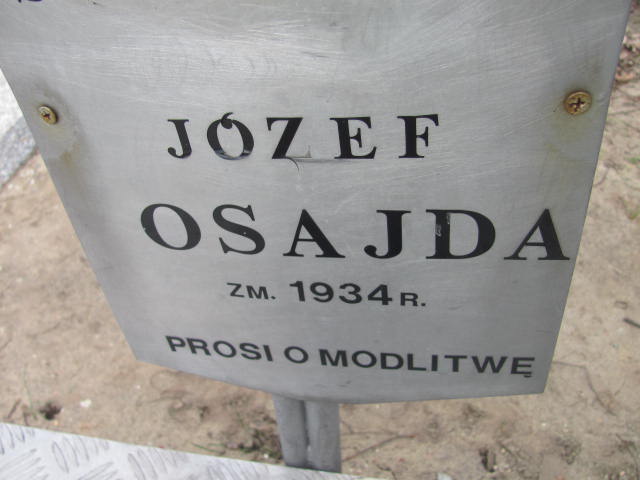 JÓZEF
OSAJDA
ZM. 1934 R.
PROSI O MODLITWĘ